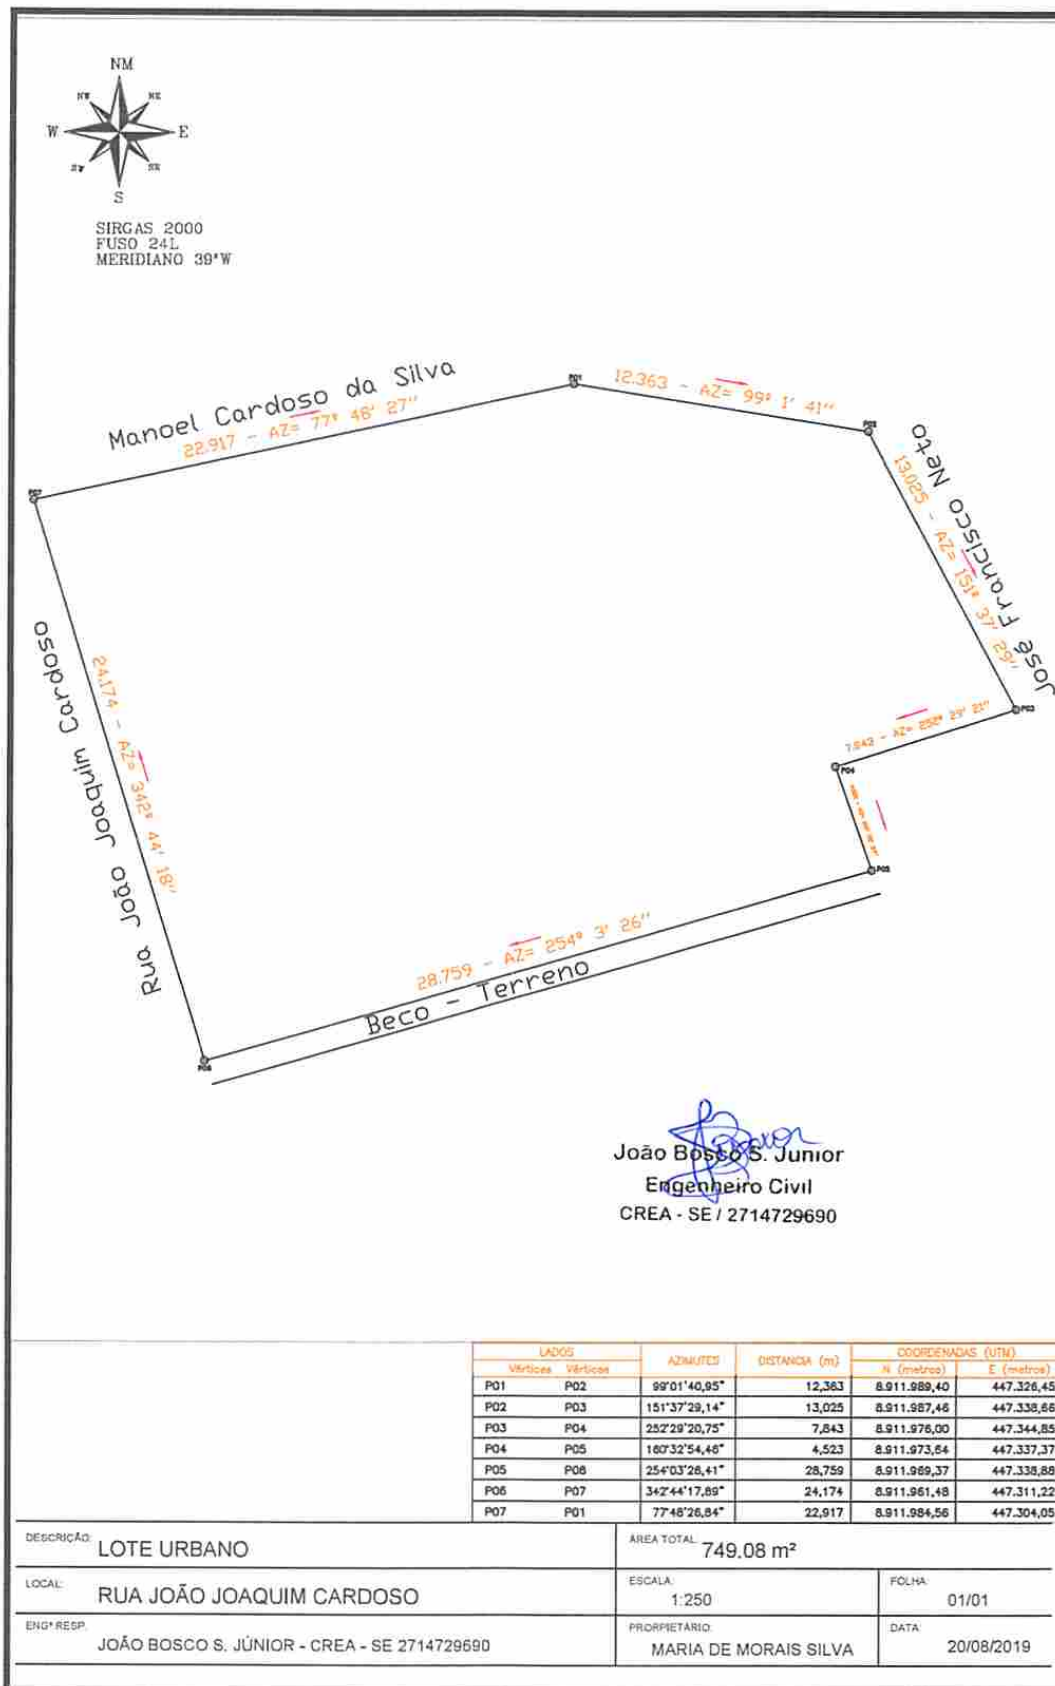 NM
NW NE
W E
SW SE
S
SIRGAS 2000
FUSO 24L
MERIDIANO 39°W
Manoel Cardoso da Silva
22.917 - AZ= 77° 48' 27''
P01
12.363 - AZ= 99° 1' 41''
P02
José Francisco Neto
13.025 - AZ= 151° 37' 29''
P03
7.843 - AZ= 252° 29' 21''
P04
P05
28.759 - AZ= 254° 3' 26''
Beco - Terreno
P06
Rua João Joaquim Cardoso
24.174 - AZ= 342° 44' 18''
P07
João Bosco S. Junior
Engenheiro Civil
CREA - SE / 2714729690
LADOS AZIMUTES DISTANCIA (m) COORDENADAS (UTM)
Vértices Vértices N (metros) E (metros)
P01 P02 99°01'40,95" 12,363 8.911.989,40 447.326,45
P02 P03 151°37'29,14" 13,025 8.911.987,46 447.338,66
P03 P04 252°29'20,75" 7,843 8.911.976,00 447.344,85
P04 P05 160°32'54,46" 4,523 8.911.973,64 447.337,37
P05 P06 254°03'26,41" 28,759 8.911.969,37 447.338,88
P06 P07 342°44'17,89" 24,174 8.911.961,48 447.311,22
P07 P01 77°48'26,84" 22,917 8.911.984,56 447.304,05
DESCRIÇÃO: LOTE URBANO
ÁREA TOTAL: 749.08 m²
LOCAL: RUA JOÃO JOAQUIM CARDOSO
ESCALA: 1:250
FOLHA: 01/01
ENGº RESP. JOÃO BOSCO S. JÚNIOR - CREA - SE 2714729690
PRORPIETÁRIO: MARIA DE MORAIS SILVA
DATA: 20/08/2019